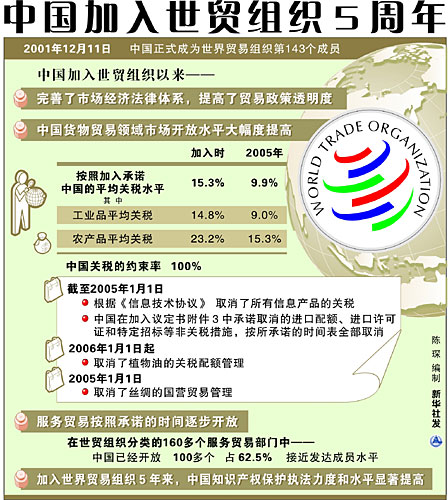 中国加入世贸组织5周年
2001年12月11日 中国正式成为世界贸易组织第143个成员
中国加入世贸组织以来——
完善了市场经济法律体系，提高了贸易政策透明度
中国货物贸易领域市场开放水平大幅度提高
加入时 2005年
按照加入承诺
中国的平均关税水平 15.3% 9.9%
其中
工业品平均关税 14.8% 9.0%
农产品平均关税 23.2% 15.3%
中国关税的约束率 100%
WORLD TRADE ORGANIZATION
截至2005年1月1日
根据《信息技术协议》 取消了所有信息产品的关税
中国在加入议定书附件3中承诺取消的进口配额、进口许可
证和特定招标等非关税措施，按所承诺的时间表全部取消
2006年1月1日起
取消了植物油的关税配额管理
2005年1月1日
取消了丝绸的国营贸易管理
服务贸易按照承诺的时间逐步开放
在世贸组织分类的160多个服务贸易部门中——
中国已经开放 100多个 占62.5% 接近发达成员水平
加入世界贸易组织5年来，中国知识产权保护执法力度和水平显著提高
陈琛 编制
新华社发